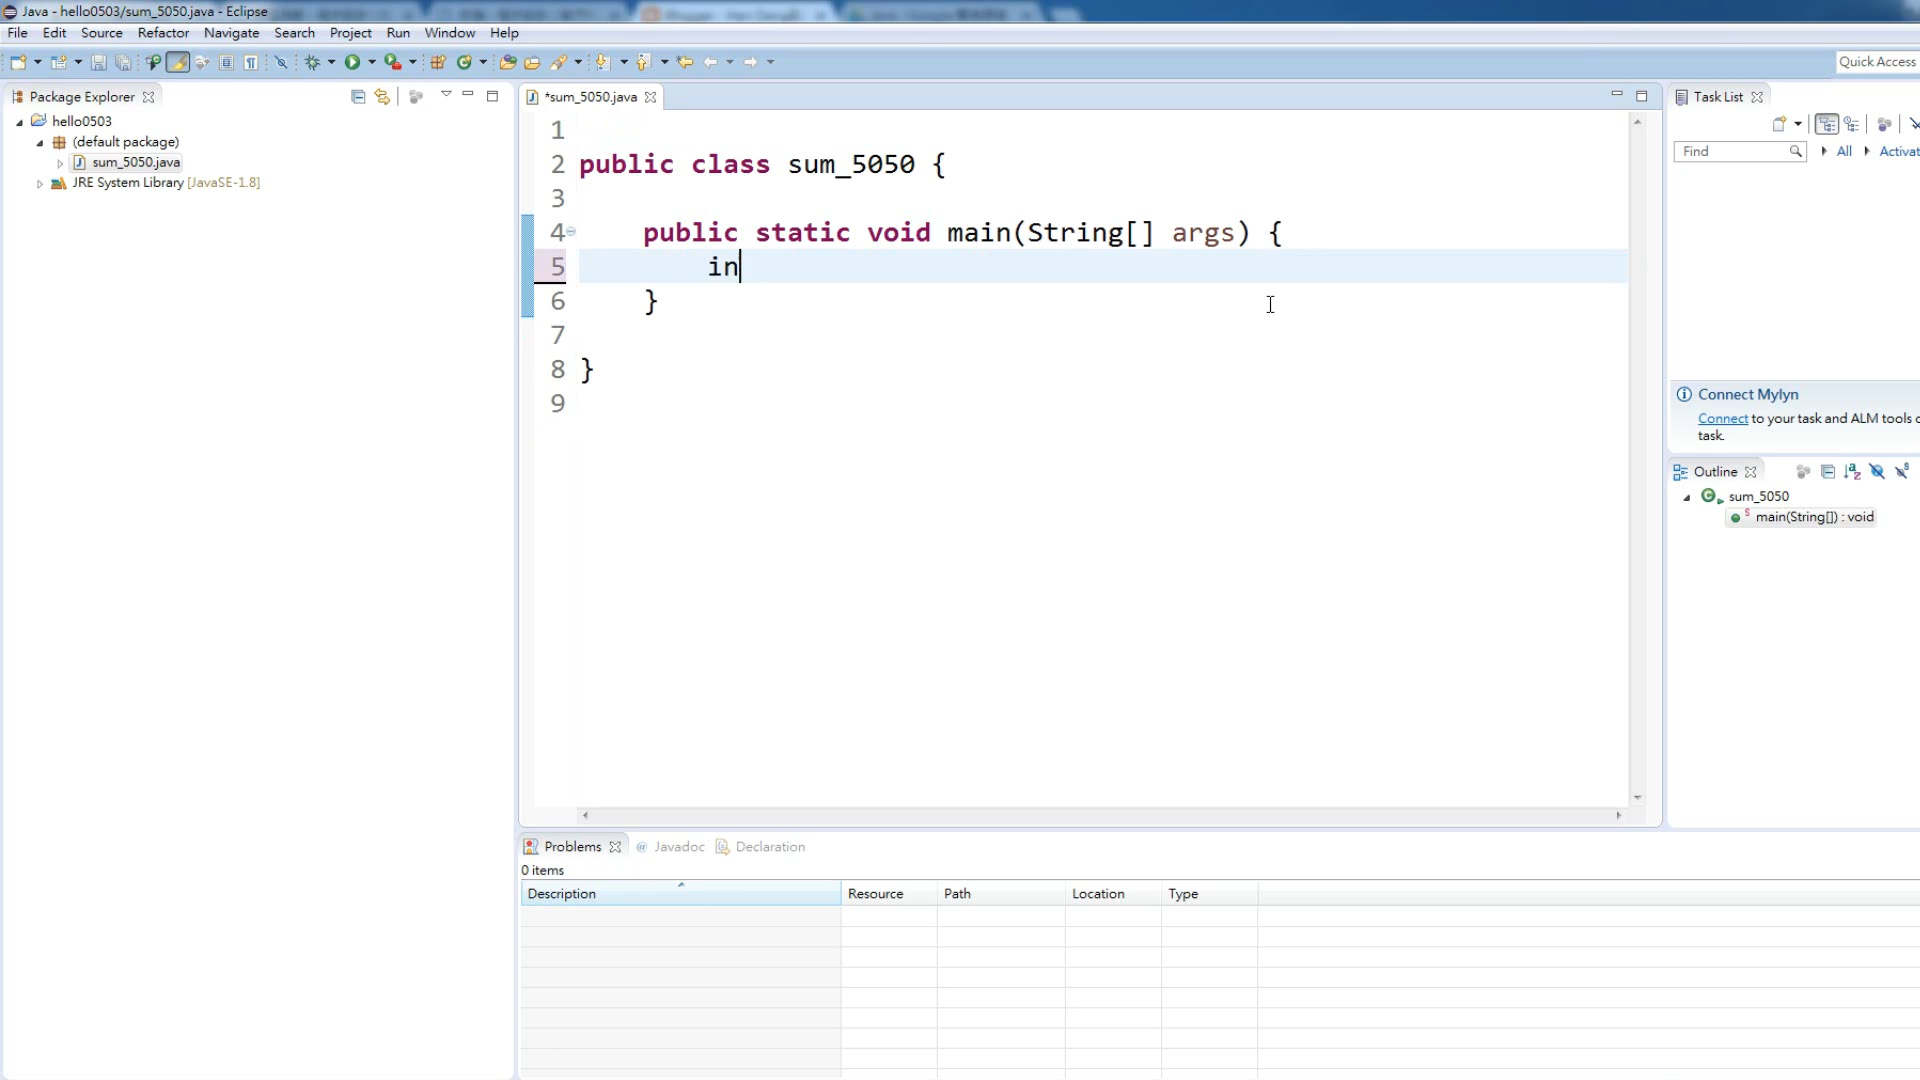 Java - hello0503/sum_5050.java - Eclipse
File Edit Source Refactor Navigate Search Project Run Window Help
Quick Access
Package Explorer
hello0503
(default package)
sum_5050.java
JRE System Library [JavaSE-1.8]
*sum_5050.java
1
2 public class sum_5050 {
3
4 public static void main(String[] args) {
5 in
6 }
7
8 }
9
Task List
Find All Activat
Connect Mylyn
Connect to your task and ALM tools
task.
Outline
sum_5050
main(String[]) : void
Problems @ Javadoc Declaration
0 items
Description Resource Path Location Type